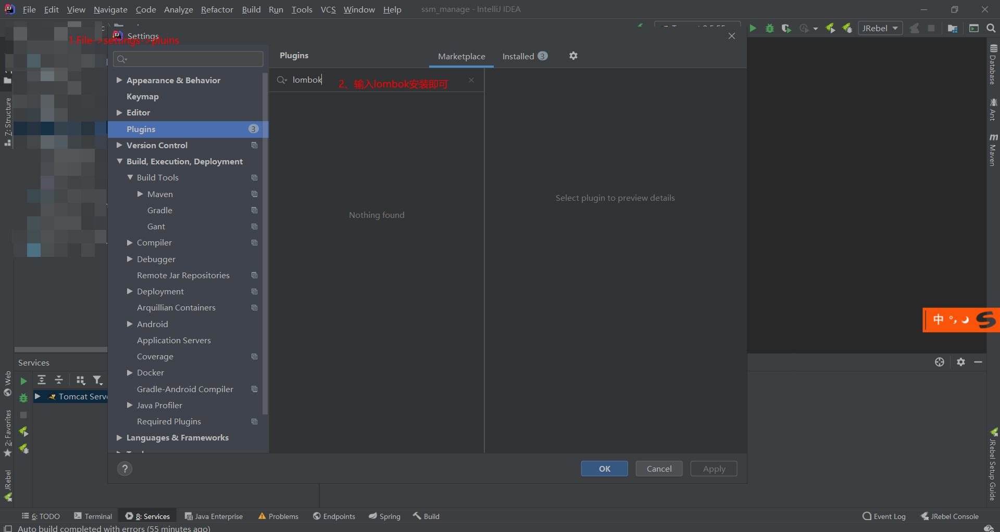 File Edit View Navigate Code Analyze Refactor Build Run Tools VCS Window Help ssm_manage - IntelliJ IDEA
JRebel
Settings
1.File->settings->pluins
Plugins
Marketplace
Installed 3
lombok
2、输入lombok安装即可
Appearance & Behavior
Keymap
Editor
Plugins 3
Version Control
Build, Execution, Deployment
Build Tools
Maven
Gradle
Gant
Compiler
Debugger
Remote Jar Repositories
Deployment
Arquillian Containers
Android
Application Servers
Coverage
Docker
Gradle-Android Compiler
Java Profiler
Required Plugins
Languages & Frameworks
Nothing found
Select plugin to preview details
?
OK
Cancel
Apply
7: Structure
Web
2: Favorites
JRebel
Database
Ant
Maven
JRebel Setup Guide
中
Services
Tomcat Serv
6: TODO Terminal 8: Services Java Enterprise Problems Endpoints Spring Build Event Log JRebel Console
Auto build completed with errors (55 minutes ago)